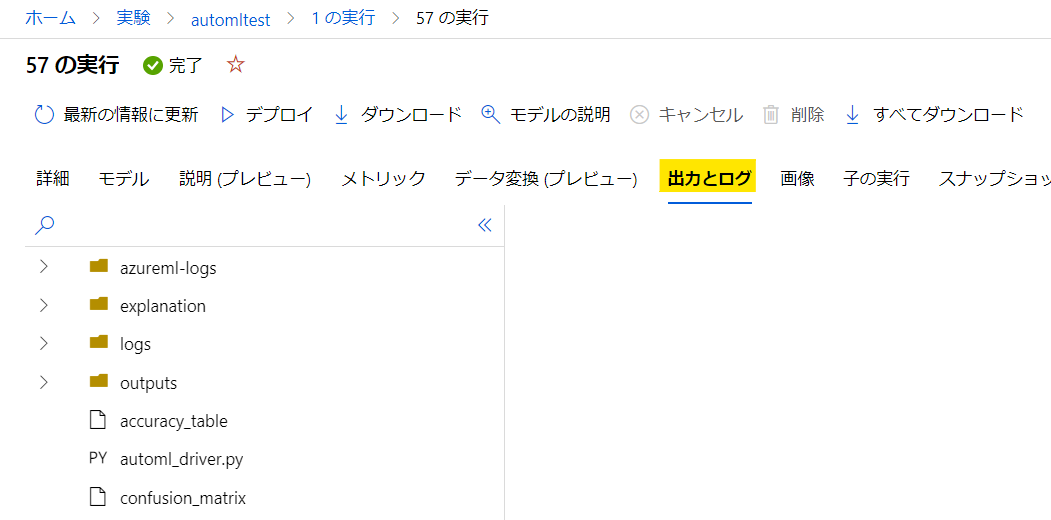 ホーム > 実験 > automltest > 1 の実行 > 57 の実行
57 の実行 完了
最新の情報に更新 デプロイ ダウンロード モデルの説明 キャンセル 削除 すべてダウンロード
詳細 モデル 説明 (プレビュー) メトリック データ変換 (プレビュー) 出力とログ 画像 子の実行 スナップショッ
azureml-logs
explanation
logs
outputs
accuracy_table
PY automl_driver.py
confusion_matrix